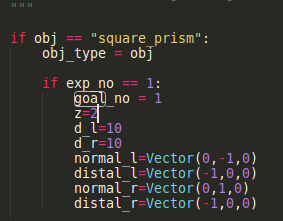 """
if obj == "square_prism":
    obj_type = obj
    if exp_no == 1:
        goal_no = 1
        z=2
        d_l=10
        d_r=10
        normal_l=Vector(0,-1,0)
        distal_l=Vector(-1,0,0)
        normal_r=Vector(0,1,0)
        distal_r=Vector(-1,0,0)